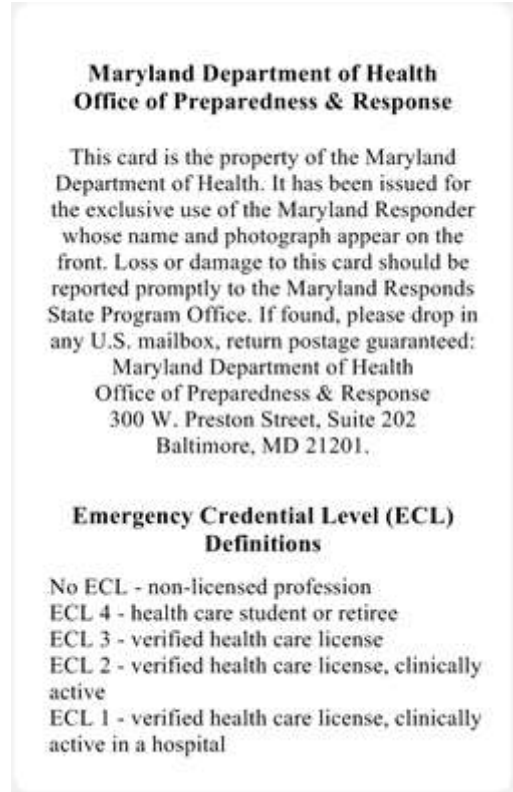 Maryland Department of Health
Office of Preparedness & Response
This card is the property of the Maryland
Department of Health. It has been issued for
the exclusive use of the Maryland Responder
whose name and photograph appear on the
front. Loss or damage to this card should be
reported promptly to the Maryland Responds
State Program Office. If found, please drop in
any U.S. mailbox, return postage guaranteed:
Maryland Department of Health
Office of Preparedness & Response
300 W. Preston Street, Suite 202
Baltimore, MD 21201.
Emergency Credential Level (ECL)
Definitions
No ECL - non-licensed profession
ECL 4 - health care student or retiree
ECL 3 - verified health care license
ECL 2 - verified health care license, clinically
active
ECL 1 - verified health care license, clinically
active in a hospital